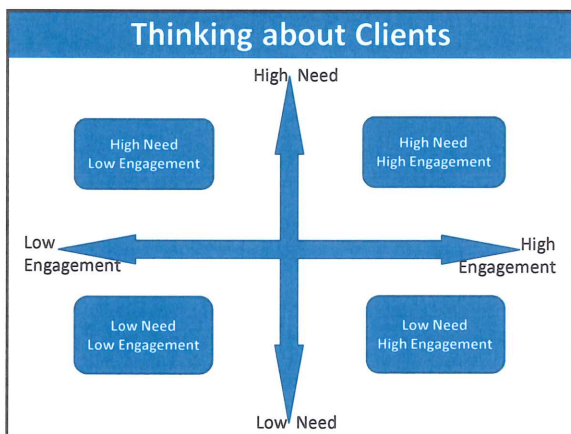 Thinking about Clients
High Need
High Need
Low Engagement
High Need
High Engagement
Low
Engagement
High
Engagement
Low Need
Low Engagement
Low Need
High Engagement
Low Need